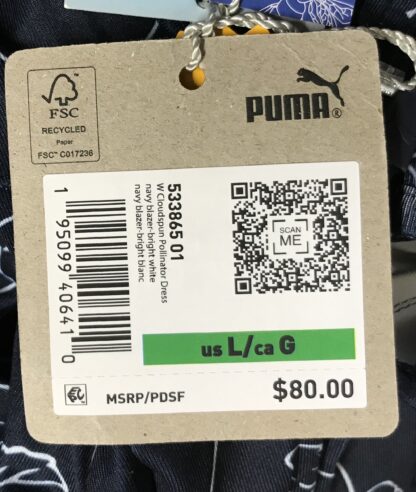 FSC
RECYCLED
Paper
FSC™ C017236
PUMA®
533865 01
W Cloudspun Pollinator Dress
navy blazer-bright white
navy blazer-bright blanc
1 95099 40641 0
SCAN
ME
us L/ca G
MSRP/PDSF
$80.00